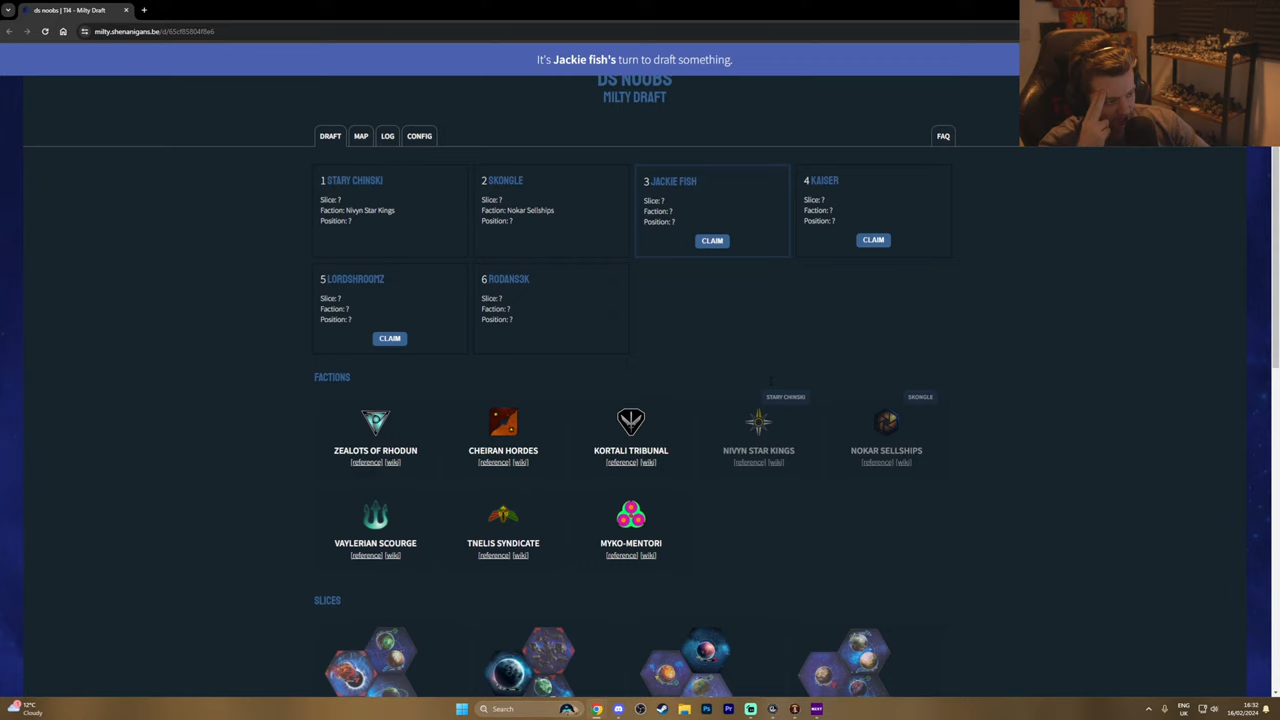 ds noobs | TI4 - Milty Draft
milty.shenanigans.be/d/65cf85804f8e6
It's Jackie fish's turn to draft something.
DS NOOBS
MILTY DRAFT
DRAFT
MAP
LOG
CONFIG
FAQ
1 STARY CHINSKI
Slice: ?
Faction: Nivyn Star Kings
Position: ?
2 SKONGLE
Slice: ?
Faction: Nokar Sellships
Position: ?
3 JACKIE FISH
Slice: ?
Faction: ?
Position: ?
CLAIM
4 KAISER
Slice: ?
Faction: ?
Position: ?
CLAIM
5 LORDSHROOMZ
Slice: ?
Faction: ?
Position: ?
CLAIM
6 RODANS3K
Slice: ?
Faction: ?
Position: ?
FACTIONS
ZEALOTS OF RHODUN
[reference] [wiki]
CHEIRAN HORDES
[reference] [wiki]
KORTALI TRIBUNAL
[reference] [wiki]
STARY CHINSKI
NIVYN STAR KINGS
[reference] [wiki]
SKONGLE
NOKAR SELLSHIPS
[reference] [wiki]
VAYLERIAN SCOURGE
[reference] [wiki]
TNELIS SYNDICATE
[reference] [wiki]
MYKO-MENTORI
[reference] [wiki]
SLICES
12°C
Cloudy
Search
ENG
UK
16:32
16/02/2024